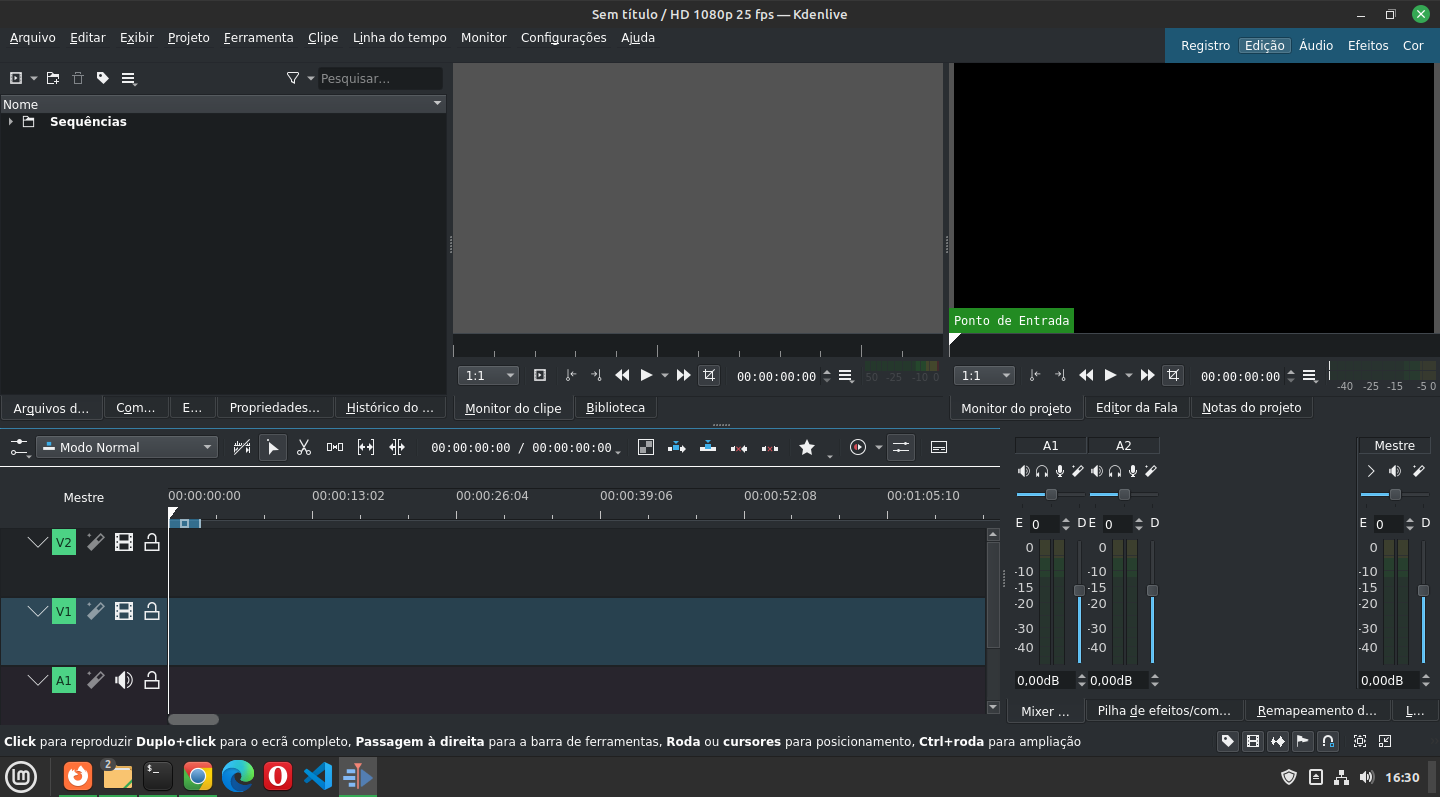 Sem título / HD 1080p 25 fps — Kdenlive
Arquivo Editar Exibir Projeto Ferramenta Clipe Linha do tempo Monitor Configurações Ajuda
Registro Edição Áudio Efeitos Cor
Pesquisar...
Nome
Sequências
Ponto de Entrada
1:1 00:00:00:00 50 -25 -10 0
1:1 00:00:00:00 -40 -25 -15 -5 0
Arquivos d... Com... E... Propriedades... Histórico do ...
Monitor do clipe Biblioteca
Monitor do projeto Editor da Fala Notas do projeto
Modo Normal 00:00:00:00 / 00:00:00:00
Mestre 00:00:00:00 00:00:13:02 00:00:26:04 00:00:39:06 00:00:52:08 00:01:05:10
V2
V1
A1
A1 A2 Mestre
E 0 D E 0 D E 0 D
0 0 0
-10 -10 -10
-15 -15 -15
-20 -20 -20
-30 -30 -30
-40 -40 -40
0,00dB 0,00dB 0,00dB
Mixer ... Pilha de efeitos/com... Remapeamento d... L...
Click para reproduzir Duplo+click para o ecrã completo, Passagem à direita para a barra de ferramentas, Roda ou cursores para posicionamento, Ctrl+roda para ampliação
2
$_
16:30